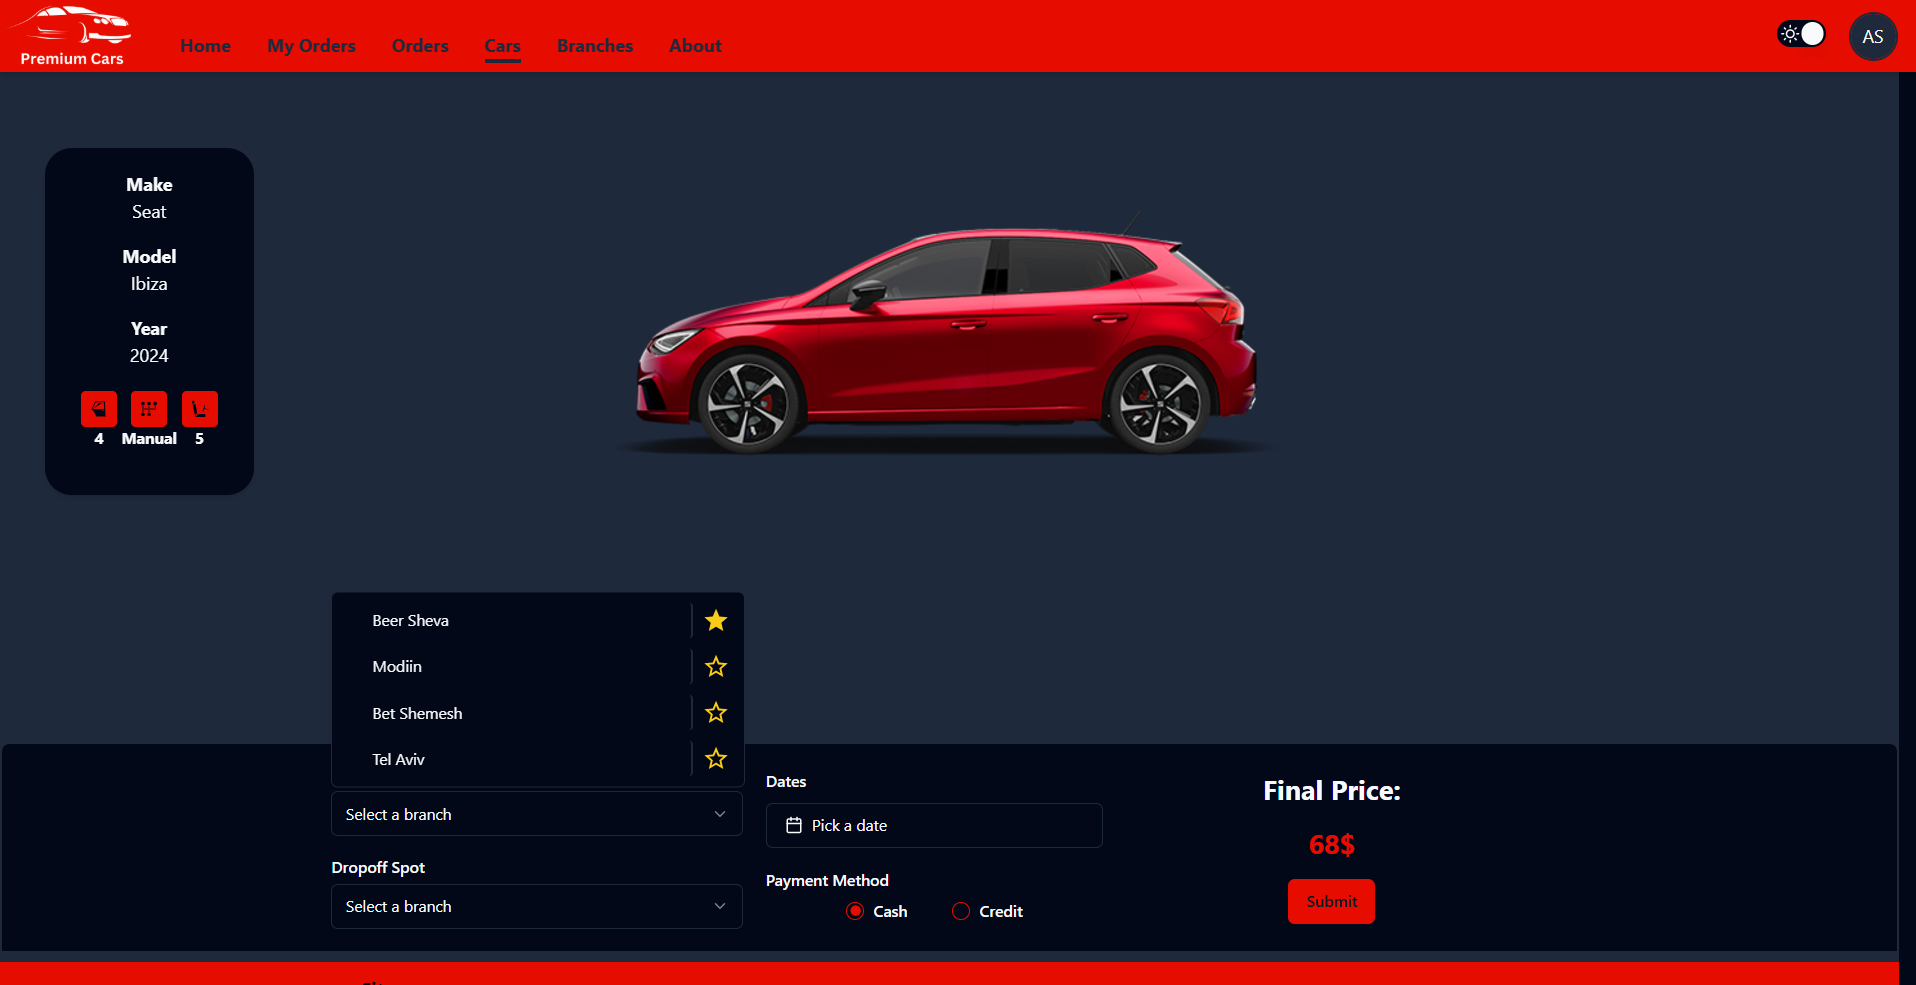 Premium Cars
Home My Orders Orders Cars Branches About
AS
Make
Seat
Model
Ibiza
Year
2024
4 Manual 5
Beer Sheva
Modiin
Bet Shemesh
Tel Aviv
Select a branch
Dropoff Spot
Select a branch
Dates
Pick a date
Payment Method
Cash Credit
Final Price:
68$
Submit